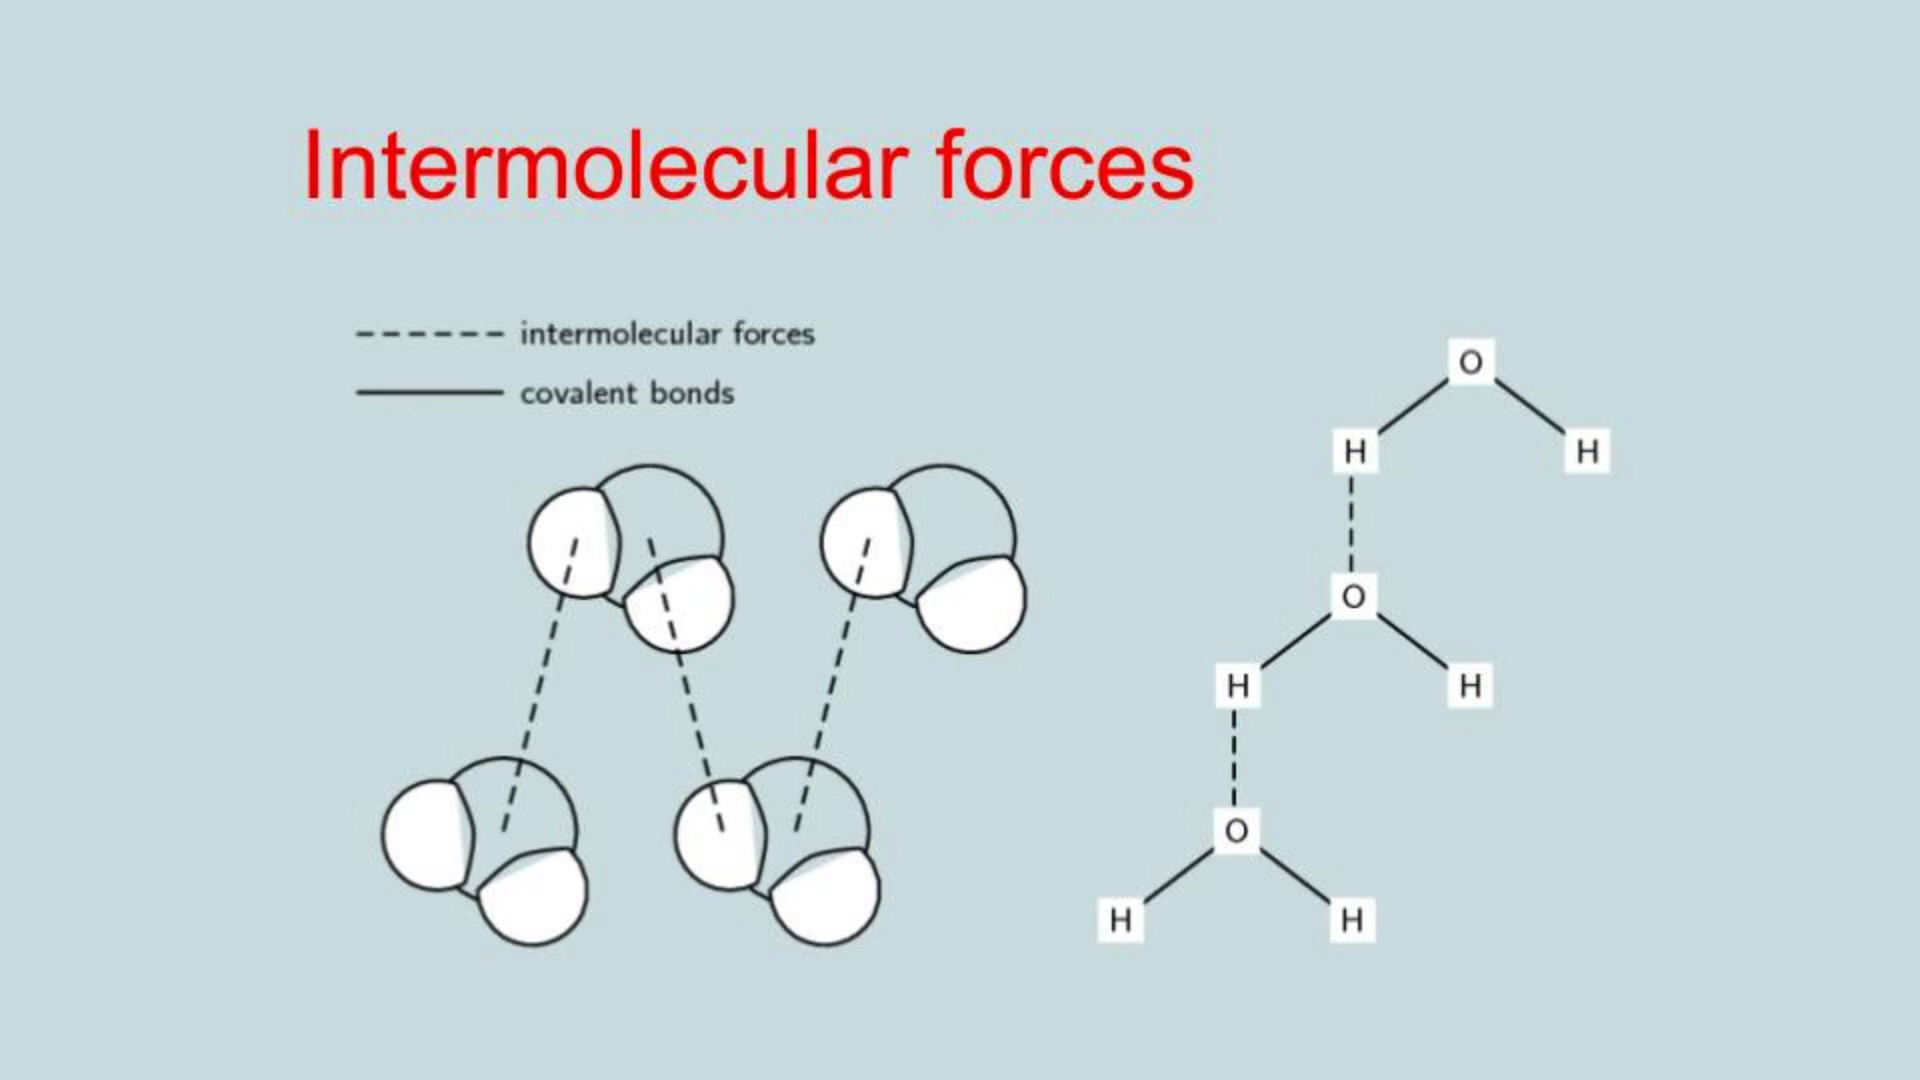 Intermolecular forces
intermolecular forces
covalent bonds
O
H H
O
H H
O
H H